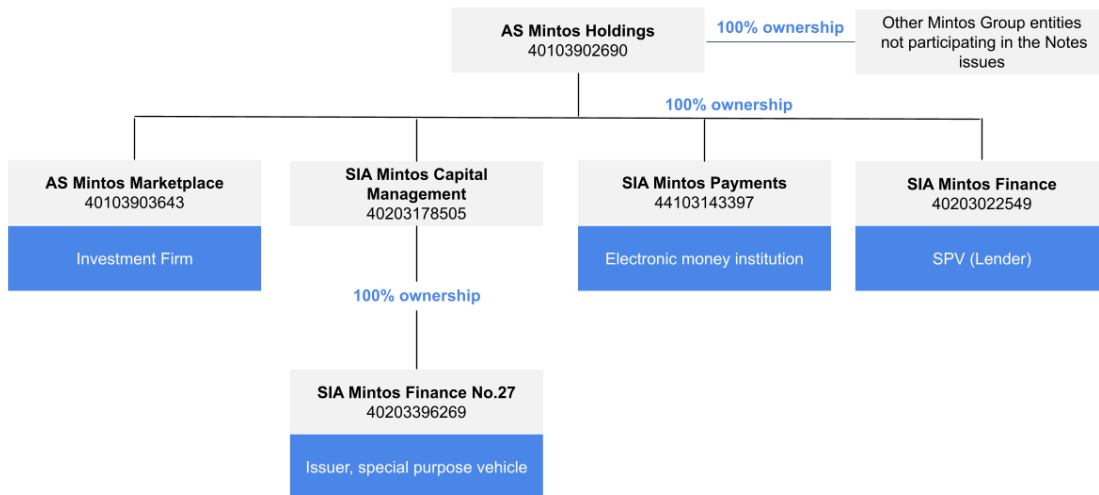 AS Mintos Holdings
40103902690
100% ownership
Other Mintos Group entities
not participating in the Notes
issues
100% ownership
AS Mintos Marketplace
40103903643
Investment Firm
SIA Mintos Capital
Management
40203178505
SIA Mintos Payments
44103143397
Electronic money institution
SIA Mintos Finance
40203022549
SPV (Lender)
100% ownership
SIA Mintos Finance No.27
40203396269
Issuer, special purpose vehicle